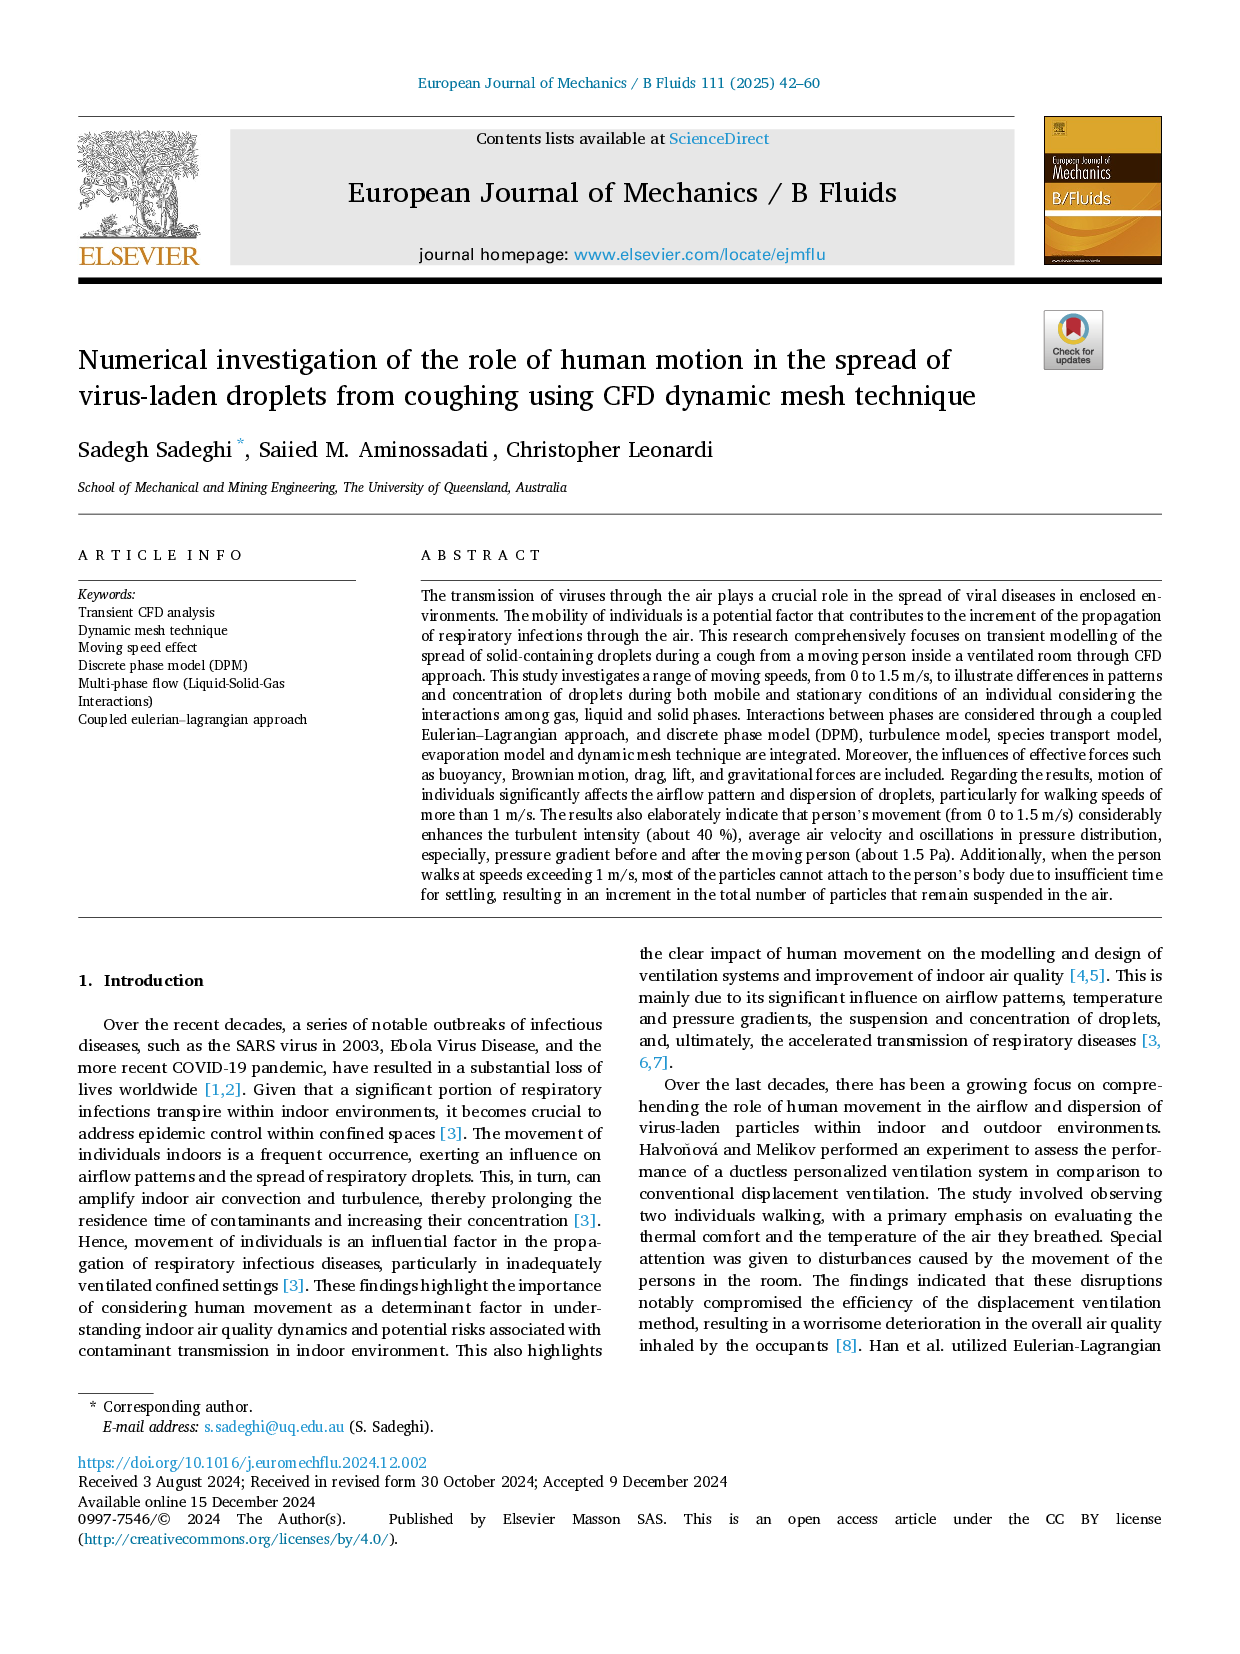 European Journal of Mechanics / B Fluids 111 (2025) 42–60
Contents lists available at ScienceDirect
European Journal of Mechanics / B Fluids
journal homepage: www.elsevier.com/locate/ejmflu
ELSEVIER
European Journal of
Mechanics
B/Fluids
Check for
updates
Numerical investigation of the role of human motion in the spread of
virus-laden droplets from coughing using CFD dynamic mesh technique
Sadegh Sadeghi *, Saiied M. Aminossadati , Christopher Leonardi
School of Mechanical and Mining Engineering, The University of Queensland, Australia
A R T I C L E I N F O
Keywords:
Transient CFD analysis
Dynamic mesh technique
Moving speed effect
Discrete phase model (DPM)
Multi-phase flow (Liquid-Solid-Gas
Interactions)
Coupled eulerian–lagrangian approach
A B S T R A C T
The transmission of viruses through the air plays a crucial role in the spread of viral diseases in enclosed en-
vironments. The mobility of individuals is a potential factor that contributes to the increment of the propagation
of respiratory infections through the air. This research comprehensively focuses on transient modelling of the
spread of solid-containing droplets during a cough from a moving person inside a ventilated room through CFD
approach. This study investigates a range of moving speeds, from 0 to 1.5 m/s, to illustrate differences in patterns
and concentration of droplets during both mobile and stationary conditions of an individual considering the
interactions among gas, liquid and solid phases. Interactions between phases are considered through a coupled
Eulerian–Lagrangian approach, and discrete phase model (DPM), turbulence model, species transport model,
evaporation model and dynamic mesh technique are integrated. Moreover, the influences of effective forces such
as buoyancy, Brownian motion, drag, lift, and gravitational forces are included. Regarding the results, motion of
individuals significantly affects the airflow pattern and dispersion of droplets, particularly for walking speeds of
more than 1 m/s. The results also elaborately indicate that person's movement (from 0 to 1.5 m/s) considerably
enhances the turbulent intensity (about 40 %), average air velocity and oscillations in pressure distribution,
especially, pressure gradient before and after the moving person (about 1.5 Pa). Additionally, when the person
walks at speeds exceeding 1 m/s, most of the particles cannot attach to the person's body due to insufficient time
for settling, resulting in an increment in the total number of particles that remain suspended in the air.
1. Introduction
Over the recent decades, a series of notable outbreaks of infectious
diseases, such as the SARS virus in 2003, Ebola Virus Disease, and the
more recent COVID-19 pandemic, have resulted in a substantial loss of
lives worldwide [1,2]. Given that a significant portion of respiratory
infections transpire within indoor environments, it becomes crucial to
address epidemic control within confined spaces [3]. The movement of
individuals indoors is a frequent occurrence, exerting an influence on
airflow patterns and the spread of respiratory droplets. This, in turn, can
amplify indoor air convection and turbulence, thereby prolonging the
residence time of contaminants and increasing their concentration [3].
Hence, movement of individuals is an influential factor in the propa-
gation of respiratory infectious diseases, particularly in inadequately
ventilated confined settings [3]. These findings highlight the importance
of considering human movement as a determinant factor in under-
standing indoor air quality dynamics and potential risks associated with
contaminant transmission in indoor environment. This also highlights
the clear impact of human movement on the modelling and design of
ventilation systems and improvement of indoor air quality [4,5]. This is
mainly due to its significant influence on airflow patterns, temperature
and pressure gradients, the suspension and concentration of droplets,
and, ultimately, the accelerated transmission of respiratory diseases [3,
6,7].
Over the last decades, there has been a growing focus on compre-
hending the role of human movement in the airflow and dispersion of
virus-laden particles within indoor and outdoor environments.
Halvoňová and Melikov performed an experiment to assess the perfor-
mance of a ductless personalized ventilation system in comparison to
conventional displacement ventilation. The study involved observing
two individuals walking, with a primary emphasis on evaluating the
thermal comfort and the temperature of the air they breathed. Special
attention was given to disturbances caused by the movement of the
persons in the room. The findings indicated that these disruptions
notably compromised the efficiency of the displacement ventilation
method, resulting in a worrisome deterioration in the overall air quality
inhaled by the occupants [8]. Han et al. utilized Eulerian-Lagrangian
* Corresponding author.
E-mail address: s.sadeghi@uq.edu.au (S. Sadeghi).
https://doi.org/10.1016/j.euromechflu.2024.12.002
Received 3 August 2024; Received in revised form 30 October 2024; Accepted 9 December 2024
Available online 15 December 2024
0997-7546/© 2024 The Author(s). Published by Elsevier Masson SAS. This is an open access article under the CC BY license
(http://creativecommons.org/licenses/by/4.0/).